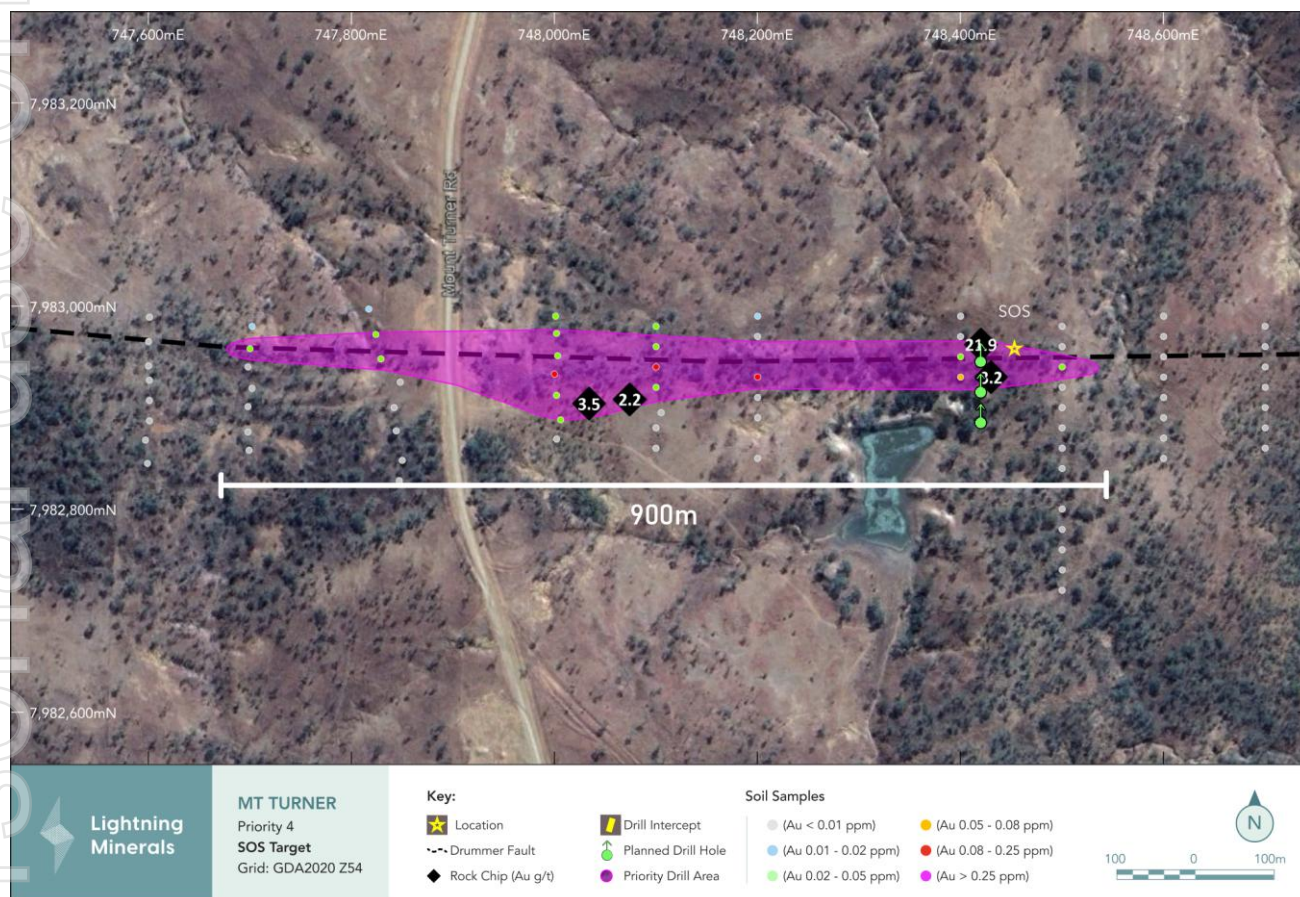 747,600mE 747,800mE 748,000mE 748,200mE 748,400mE 748,600mE
7,983,200mN
Mount Turner Rd
7,983,000mN
SOS
21.9
3.2
3.5
2.2
900m
7,982,800mN
7,982,600mN
Lightning
Minerals
MT TURNER
Priority 4
SOS Target
Grid: GDA2020 Z54
Key:
Location
Drummer Fault
Rock Chip (Au g/t)
Drill Intercept
Planned Drill Hole
Priority Drill Area
Soil Samples
(Au < 0.01 ppm)
(Au 0.01 - 0.02 ppm)
(Au 0.02 - 0.05 ppm)
(Au 0.05 - 0.08 ppm)
(Au 0.08 - 0.25 ppm)
(Au > 0.25 ppm)
N
100 0 100m